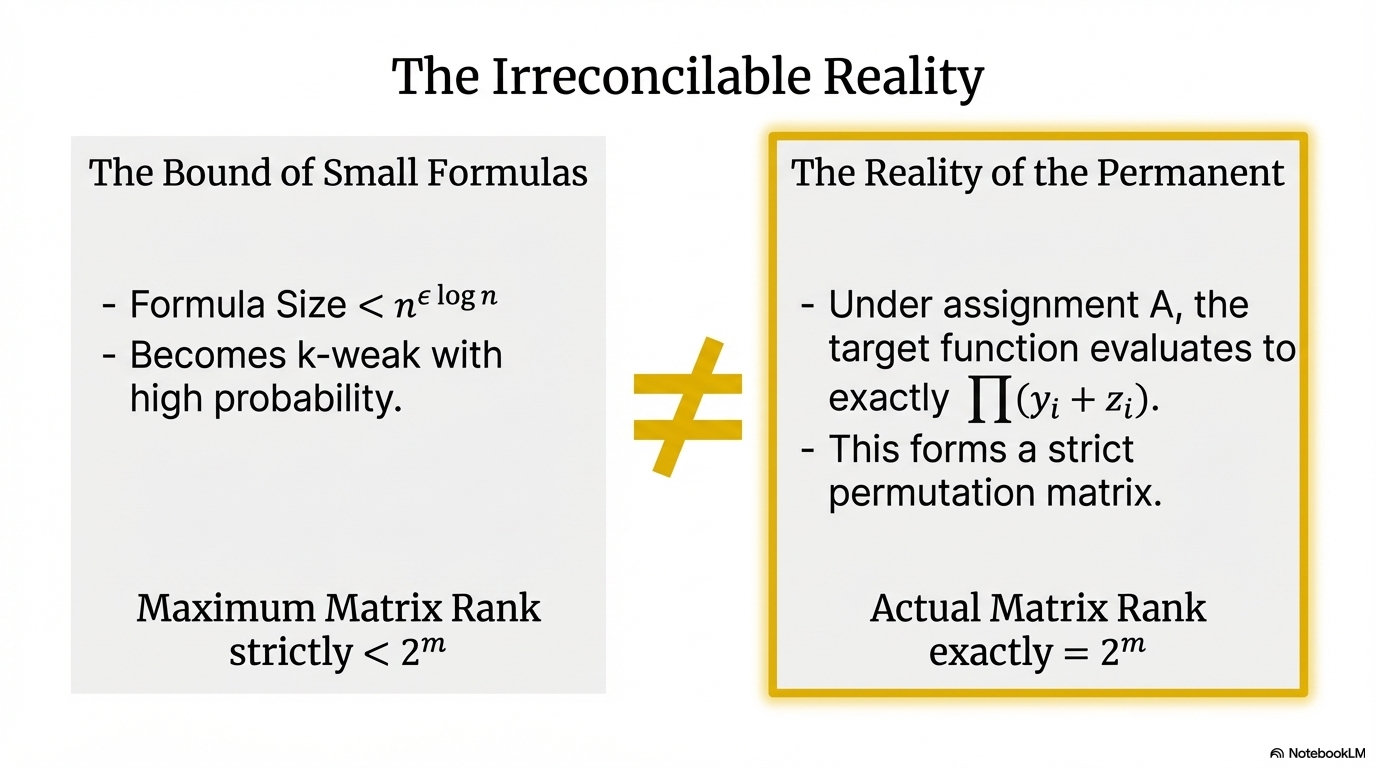 The Irreconcilable Reality
The Bound of Small Formulas
- Formula Size < n^{ϵ log n}
- Becomes k-weak with
high probability.
Maximum Matrix Rank
strictly < 2^m
≠
The Reality of the Permanent
- Under assignment A, the
target function evaluates to
exactly ∏(y_i + z_i).
- This forms a strict
permutation matrix.
Actual Matrix Rank
exactly = 2^m
NotebookLM